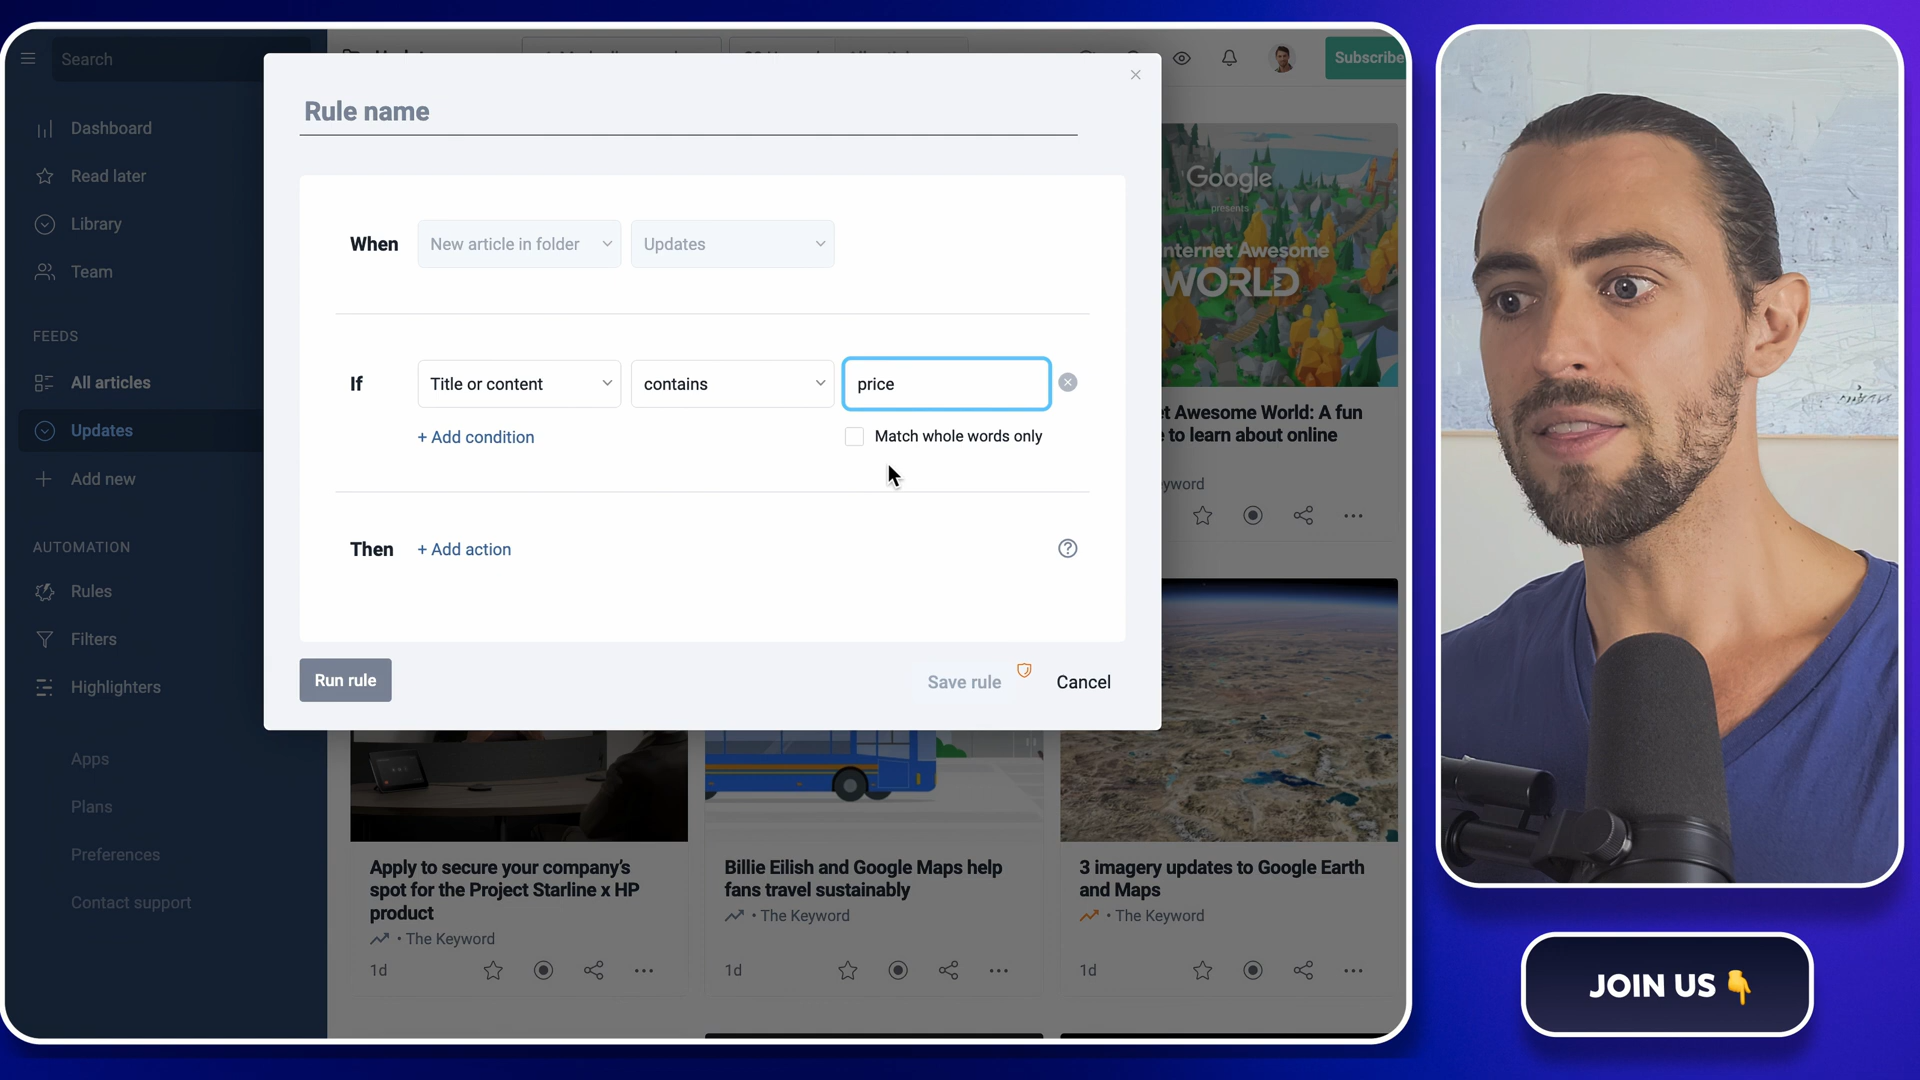 Search
Subscribe
Dashboard
Read later
Library
Team
FEEDS
All articles
Updates
Add new
AUTOMATION
Rules
Filters
Highlighters
Apps
Plans
Preferences
Contact support
Rule name
When New article in folder Updates
If Title or content contains price
+ Add condition Match whole words only
Then + Add action
Run rule Save rule Cancel
Google
presents
nternet Awesome
WORLD
t Awesome World: A fun
e to learn about online
eyword
Apply to secure your company's
spot for the Project Starline x HP
product
• The Keyword
1d
Billie Eilish and Google Maps help
fans travel sustainably
• The Keyword
1d
3 imagery updates to Google Earth
and Maps
• The Keyword
1d
JOIN US 👇